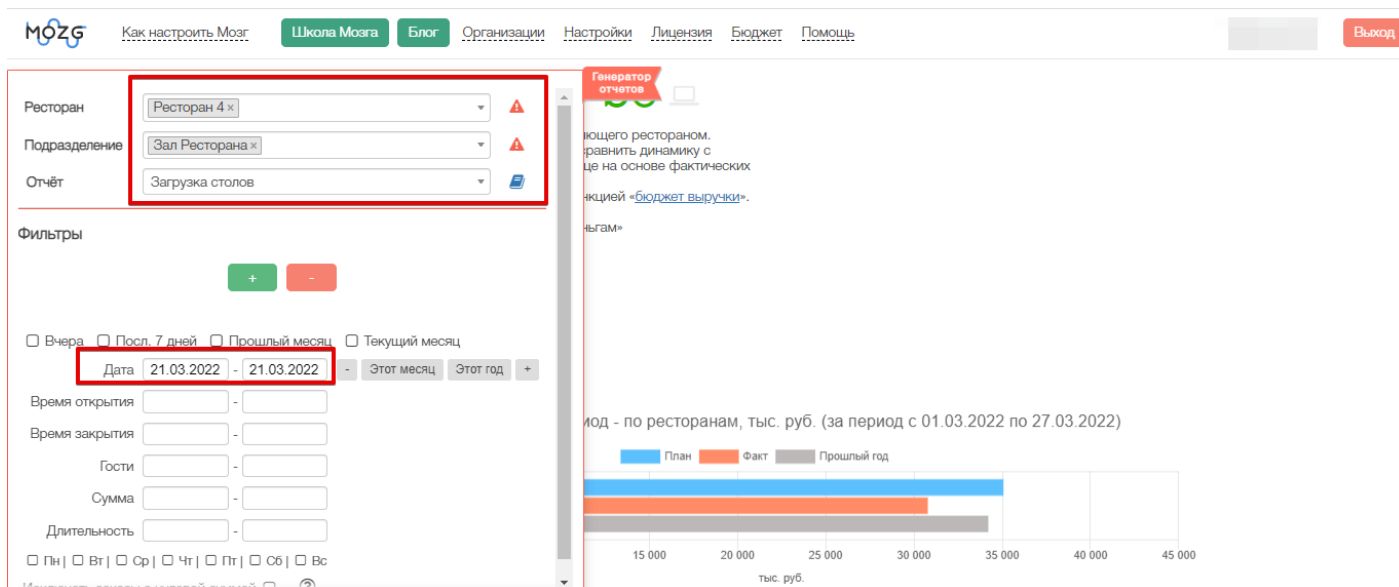 MOZG Как настроить Мозг Школа Мозга Блог Организации Настройки Лицензия Бюджет Помощь Выход
Генератор отчетов
Ресторан Ресторан 4 ×
Подразделение Зал Ресторана ×
Отчёт Загрузка столов
ющего рестораном.
сравнить динамику с
це на основе фактических
нкцией «бюджет выручки».
ньгам»
Фильтры
+ -
Вчера Посл. 7 дней Прошлый месяц Текущий месяц
Дата 21.03.2022 - 21.03.2022 - Этот месяц Этот год +
Время открытия -
Время закрытия -
Гости -
Сумма -
Длительность -
Пн | Вт | Ср | Чт | Пт | Сб | Вс
иод - по ресторанам, тыс. руб. (за период с 01.03.2022 по 27.03.2022)
План Факт Прошлый год
15 000 20 000 25 000 30 000 35 000 40 000 45 000
тыс. руб.